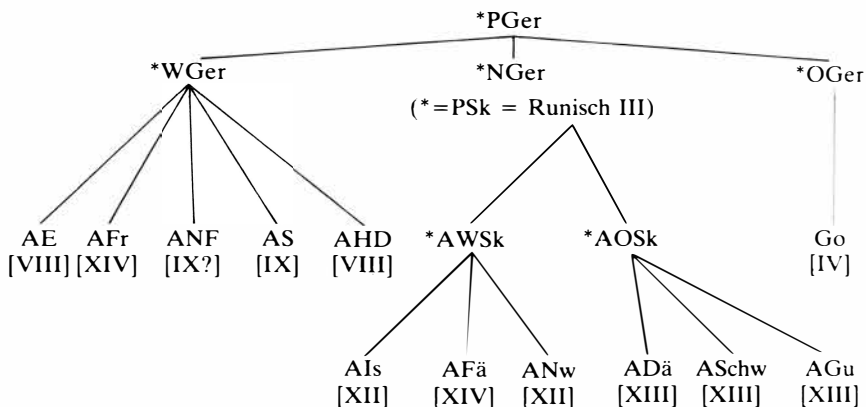 *PGer
*WGer *NGer *OGer
(*=PSk = Runisch III)
AE AFr ANF AS AHD *AWSk *AOSk Go
[VIII] [XIV] [IX?] [IX] [VIII] [IV]
AIs AFä ANw ADä ASchw AGu
[XII] [XIV] [XII] [XIII] [XIII] [XIII]